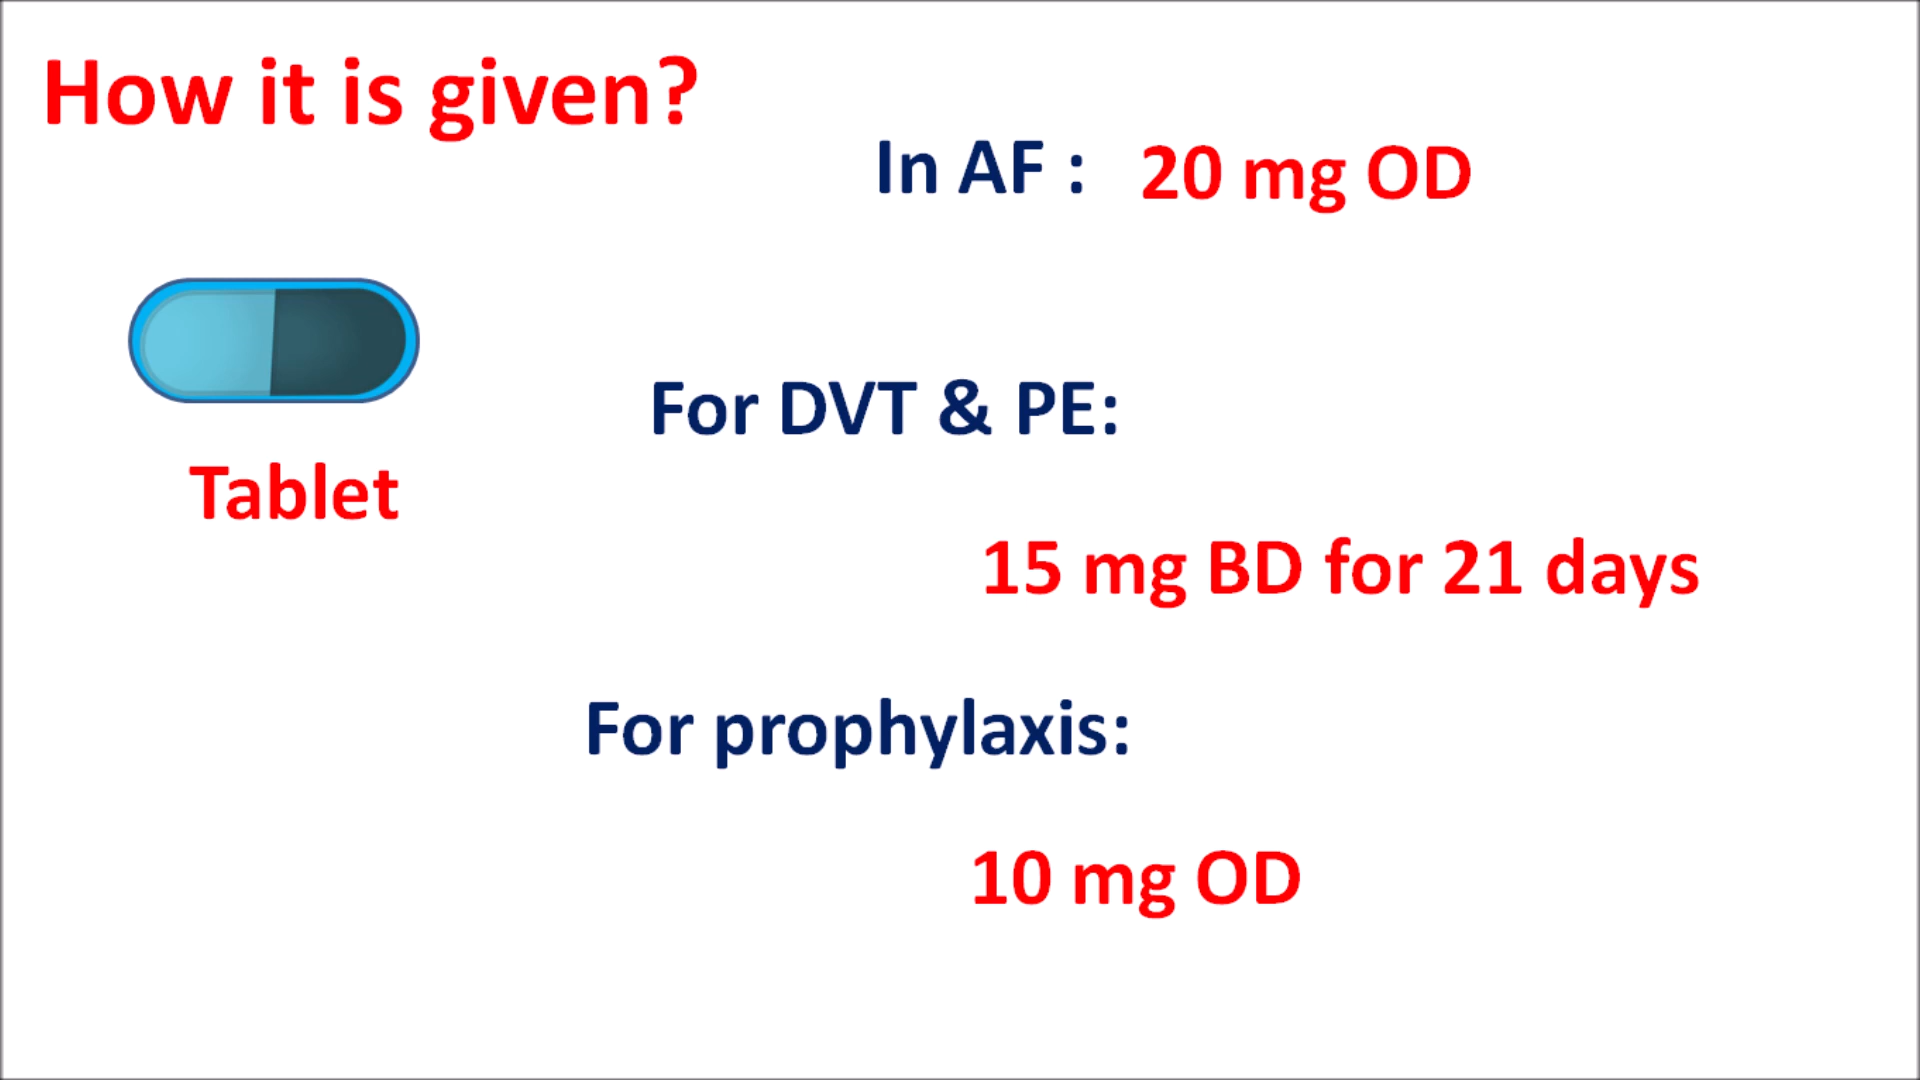 How it is given?
In AF : 20 mg OD
For DVT & PE:
Tablet
15 mg BD for 21 days
For prophylaxis:
10 mg OD